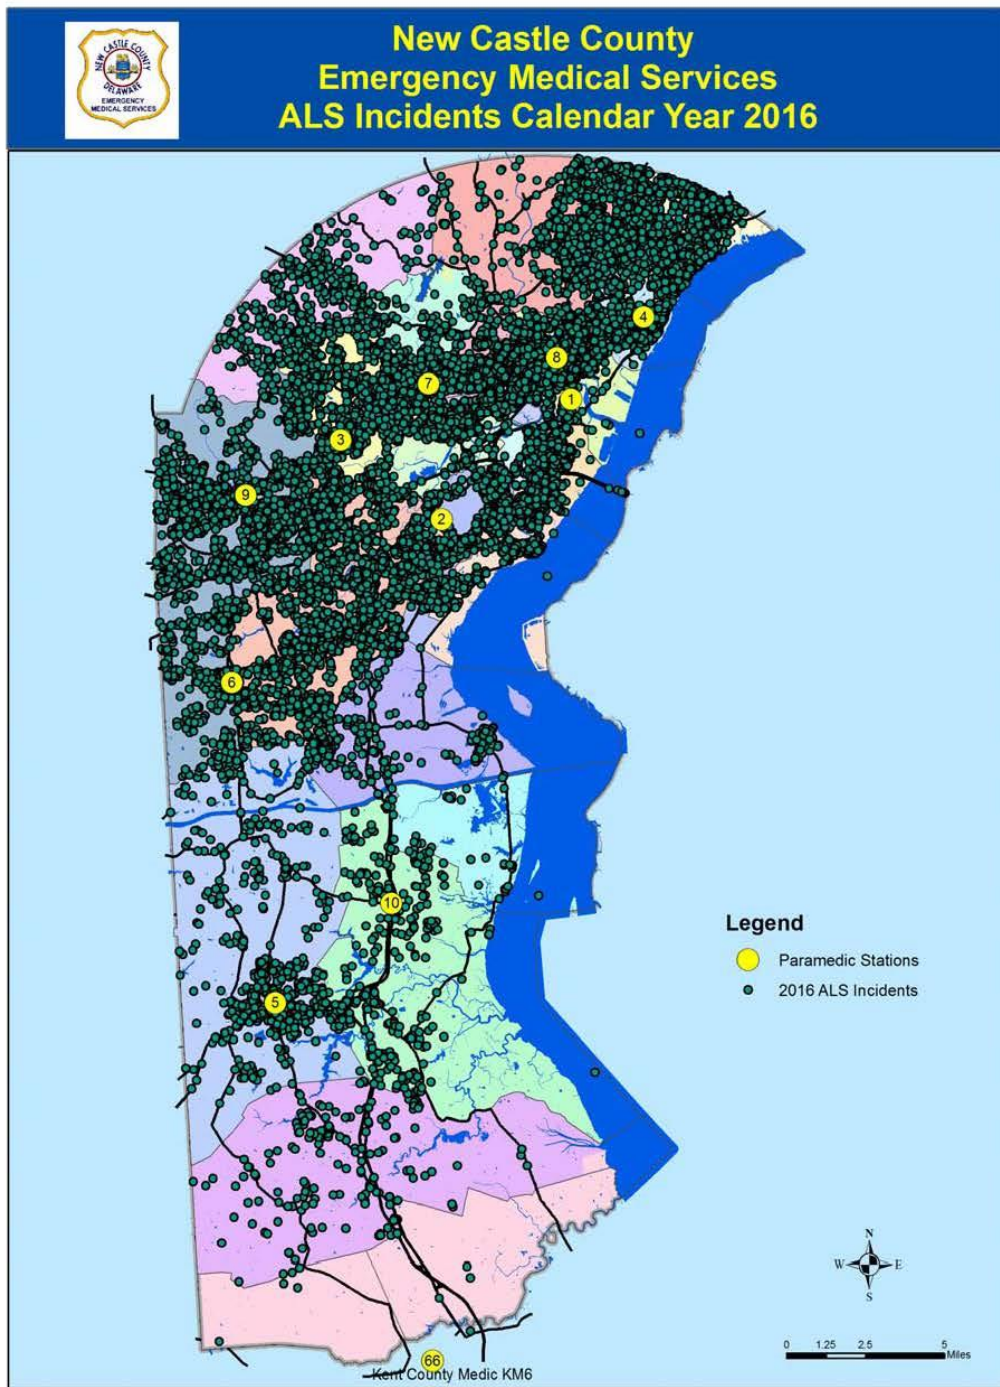 New Castle County
Emergency Medical Services
ALS Incidents Calendar Year 2016
NEW CASTLE COUNTY
DELAWARE
EMERGENCY
MEDICAL SERVICES
4
8
7
1
3
9
2
6
10
5
Legend
Paramedic Stations
2016 ALS Incidents
N
W E
S
0 1.25 2.5 5
Miles
66
Kent County Medic KM6